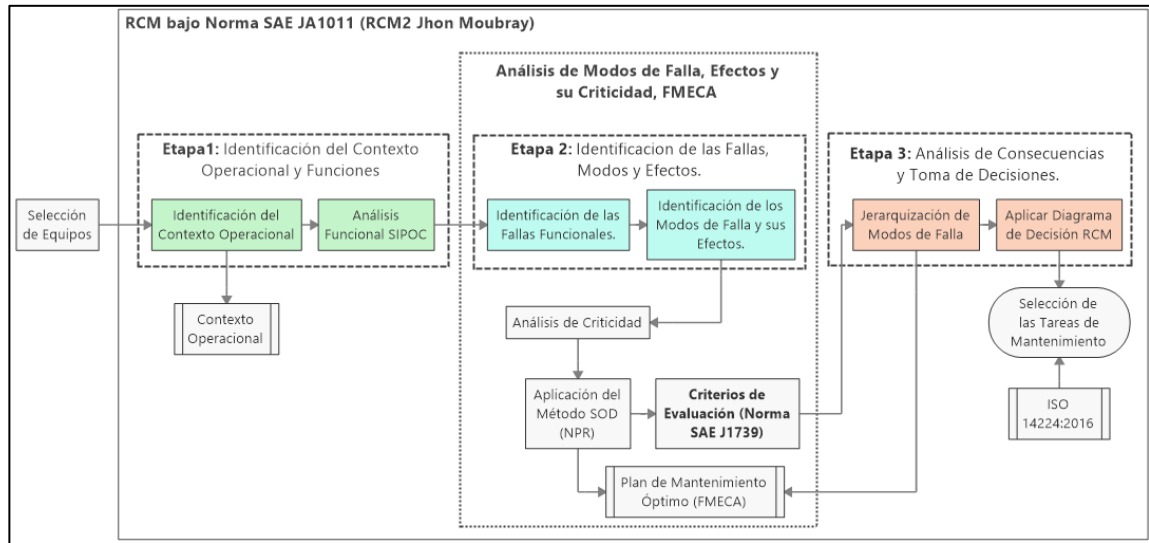 RCM bajo Norma SAE JA1011 (RCM2 Jhon Moubray)
Análisis de Modos de Falla, Efectos y
su Criticidad, FMECA
Etapa1: Identificación del Contexto
Operacional y Funciones
Etapa 2: Identificacion de las Fallas,
Modos y Efectos.
Etapa 3: Análisis de Consecuencias
y Toma de Decisiones.
Selección
de Equipos
Identificación del
Contexto Operacional
Análisis
Funcional SIPOC
Identificación de las
Fallas Funcionales.
Identificación de los
Modos de Falla y sus
Efectos.
Jerarquización de
Modos de Falla
Aplicar Diagrama
de Decisión RCM
Contexto
Operacional
Análisis de Criticidad
Selección de
las Tareas de
Mantenimiento
Aplicación del
Método SOD
(NPR)
Criterios de
Evaluación (Norma
SAE J1739)
ISO
14224:2016
Plan de Mantenimiento
Óptimo (FMECA)